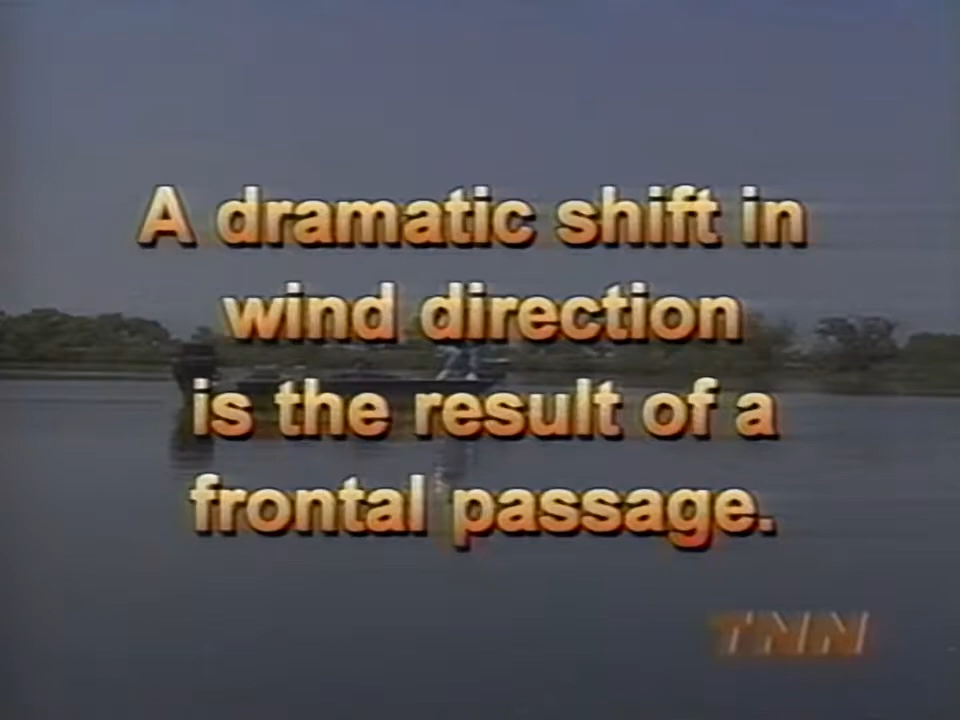 A dramatic shift in
wind direction
is the result of a
frontal passage.
TNN